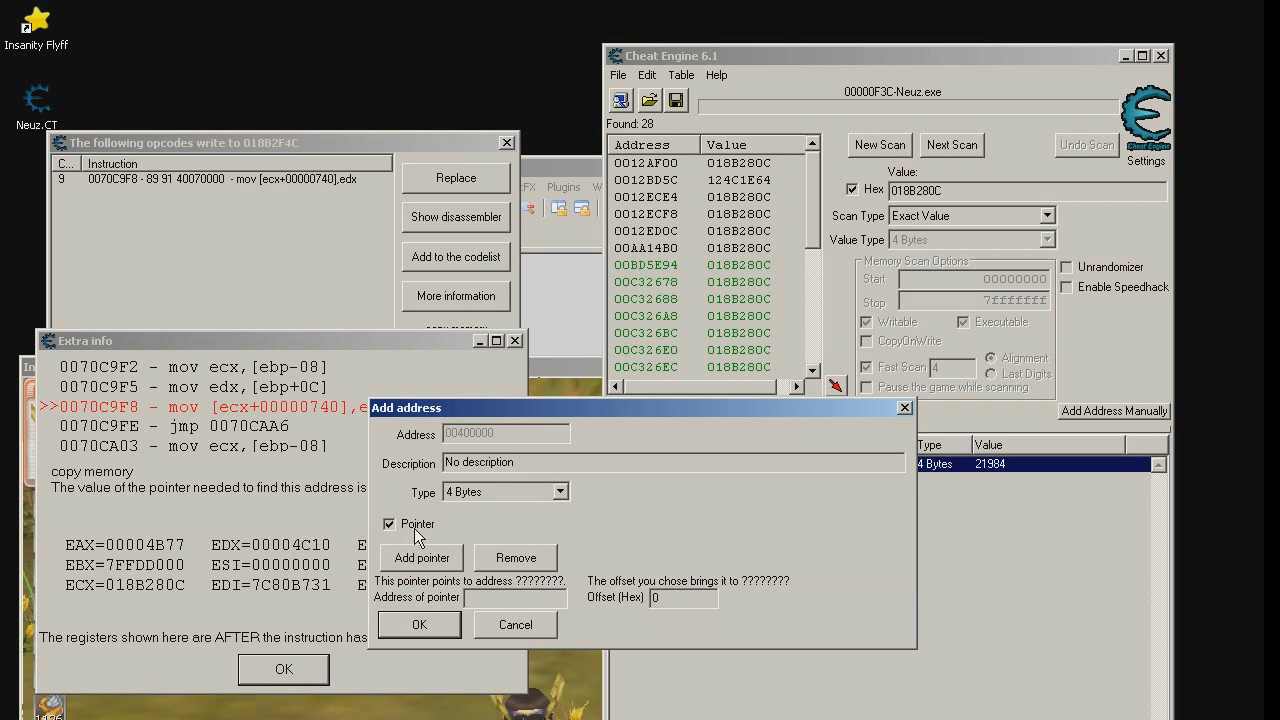 Insanity Flyff
Neuz.CT
The following opcodes write to 018B2F4C
C... Instruction
9 0070C9F8 - 89 91 40070000 - mov [ecx+00000740],edx
Replace
Show disassembler
Add to the codelist
More information
copy memory
FX Plugins W
Cheat Engine 6.1
File Edit Table Help
00000F3C-Neuz.exe
Found: 28
Address Value
0012AF00 018B280C
0012BD5C 124C1E64
0012ECE4 018B280C
0012ECF8 018B280C
0012ED0C 018B280C
00AA14B0 018B280C
00BD5E94 018B280C
00C32678 018B280C
00C32688 018B280C
00C326A8 018B280C
00C326BC 018B280C
00C326E0 018B280C
00C326EC 018B280C
New Scan Next Scan Undo Scan
Cheat Engine
Settings
Value:
Hex 018B280C
Scan Type Exact Value
Value Type 4 Bytes
Memory Scan Options
Start 00000000
Stop 7fffffff
Writable Executable
CopyOnWrite
Fast Scan 4 Alignment
Last Digits
Pause the game while scanning
Unrandomizer
Enable Speedhack
Add Address Manually
Type Value
4 Bytes 21984
Extra info
0070C9F2 - mov ecx,[ebp-08]
0070C9F5 - mov edx,[ebp+0C]
>>0070C9F8 - mov [ecx+00000740],e
0070C9FE - jmp 0070CAA6
0070CA03 - mov ecx,[ebp-08]
copy memory
The value of the pointer needed to find this address is
EAX=00004B77 EDX=00004C10 E
EBX=7FFDD000 ESI=00000000 E
ECX=018B280C EDI=7C80B731 E
The registers shown here are AFTER the instruction has
OK
Add address
Address 00400000
Description No description
Type 4 Bytes
Pointer
Add pointer Remove
This pointer points to address ????????. The offset you chose brings it to ????????
Address of pointer Offset (Hex) 0
OK Cancel